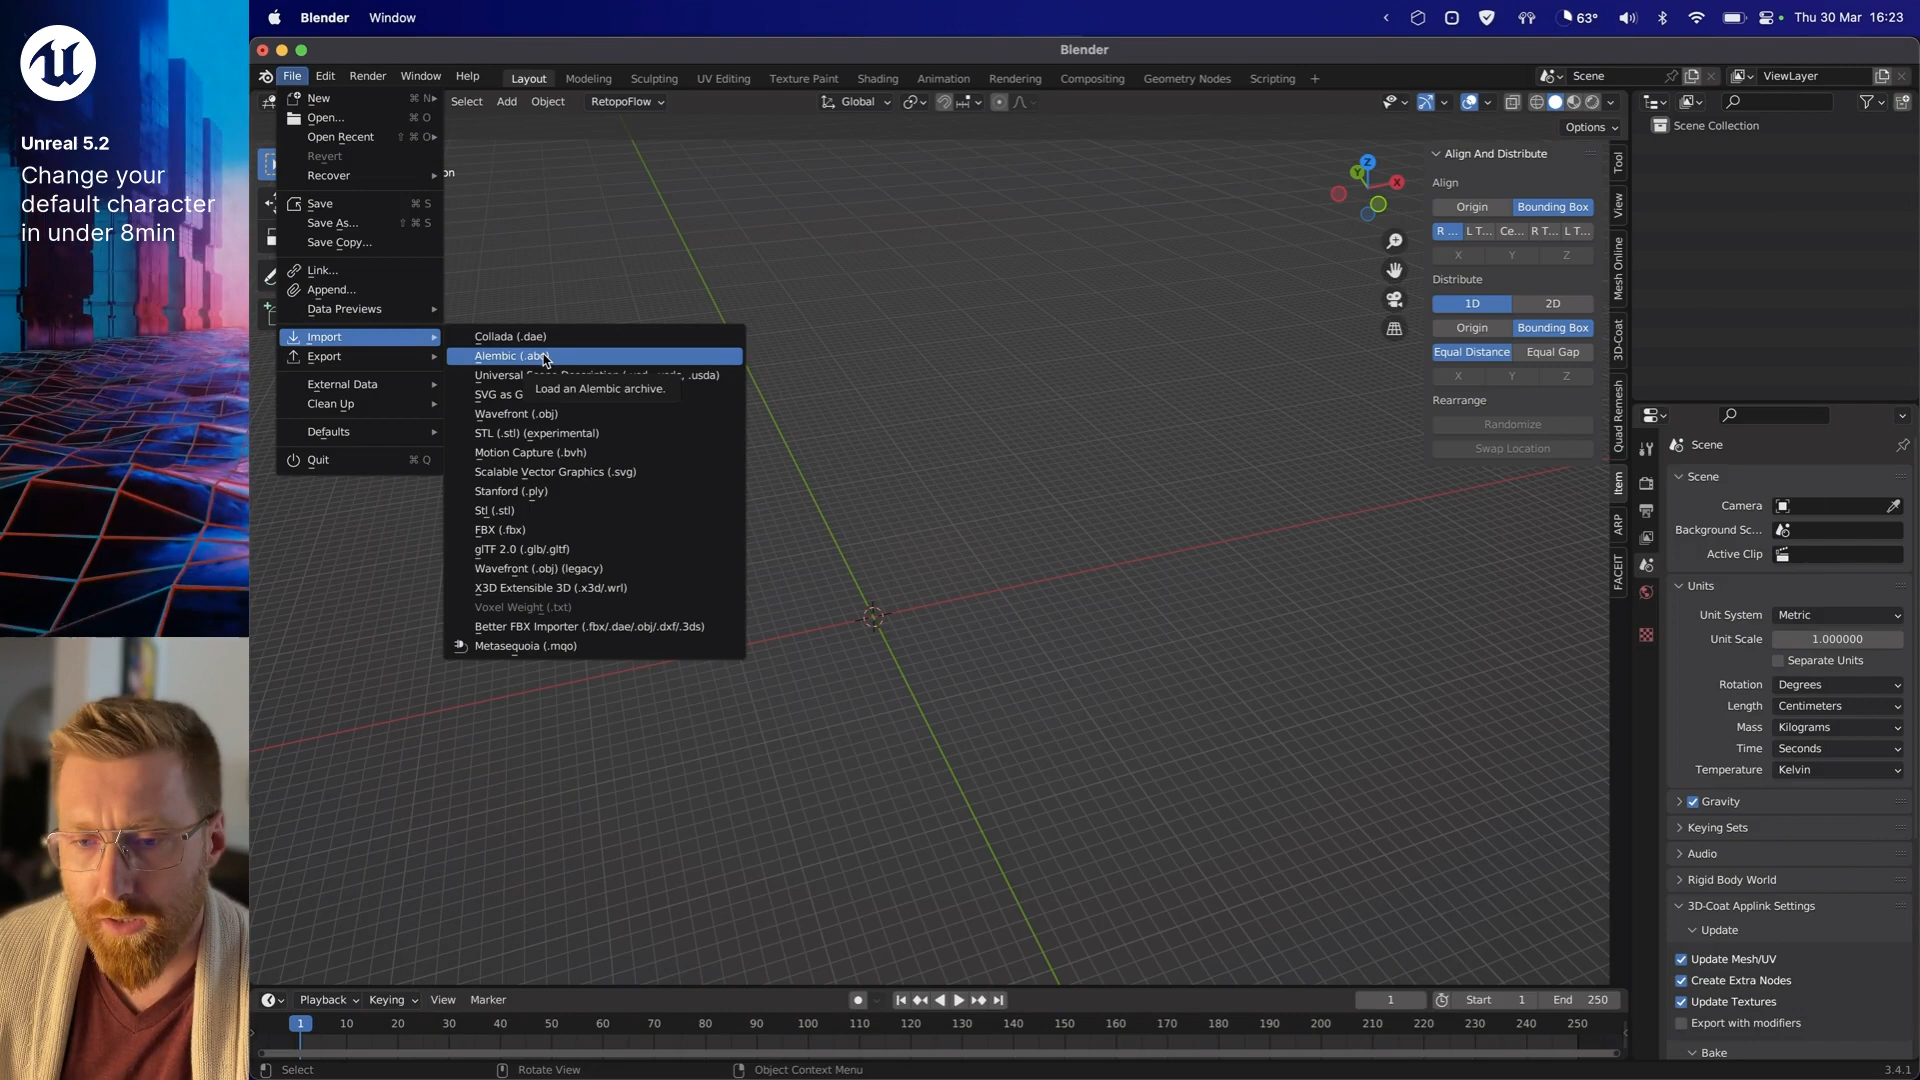 Blender
Window
63°
Thu 30 Mar 16:23
Unreal 5.2
Change your
default character
in under 8min
Blender
File Edit Render Window Help
Layout Modeling Sculpting UV Editing Texture Paint Shading Animation Rendering Compositing Geometry Nodes Scripting +
Scene
ViewLayer
Select Add Object RetopoFlow
Global
Options
Scene Collection
New ⌘ N
Open... ⌘ O
Open Recent ⇧ ⌘ O
Revert
Recover
Save ⌘ S
Save As... ⇧ ⌘ S
Save Copy...
Link...
Append...
Data Previews
Import
Export
External Data
Clean Up
Defaults
Quit ⌘ Q
on
Collada (.dae)
Alembic (.abc)
Universal
.usda)
Load an Alembic archive.
SVG as G
Wavefront (.obj)
STL (.stl) (experimental)
Motion Capture (.bvh)
Scalable Vector Graphics (.svg)
Stanford (.ply)
Stl (.stl)
FBX (.fbx)
glTF 2.0 (.glb/.gltf)
Wavefront (.obj) (legacy)
X3D Extensible 3D (.x3d/.wrl)
Voxel Weight (.txt)
Better FBX Importer (.fbx/.dae/.obj/.dxf/.3ds)
Metasequoia (.mqo)
Z
Y
X
Align And Distribute
Align
Origin Bounding Box
R ... L T... Ce... R T... L T...
X Y Z
Distribute
1D 2D
Origin Bounding Box
Equal Distance Equal Gap
X Y Z
Rearrange
Randomize
Swap Location
Tool
View
Mesh Online
3D-Coat
Quad Remesh
Item
ARP
FACEIT
Scene
Scene
Camera
Background Sc...
Active Clip
Units
Unit System Metric
Unit Scale 1.000000
Separate Units
Rotation Degrees
Length Centimeters
Mass Kilograms
Time Seconds
Temperature Kelvin
Gravity
Keying Sets
Audio
Rigid Body World
3D-Coat Applink Settings
Update
Update Mesh/UV
Create Extra Nodes
Update Textures
Export with modifiers
Bake
Playback Keying View Marker
1 Start 1 End 250
1 10 20 30 40 50 60 70 80 90 100 110 120 130 140 150 160 170 180 190 200 210 220 230 240 250
Select
Rotate View
Object Context Menu
3.4.1